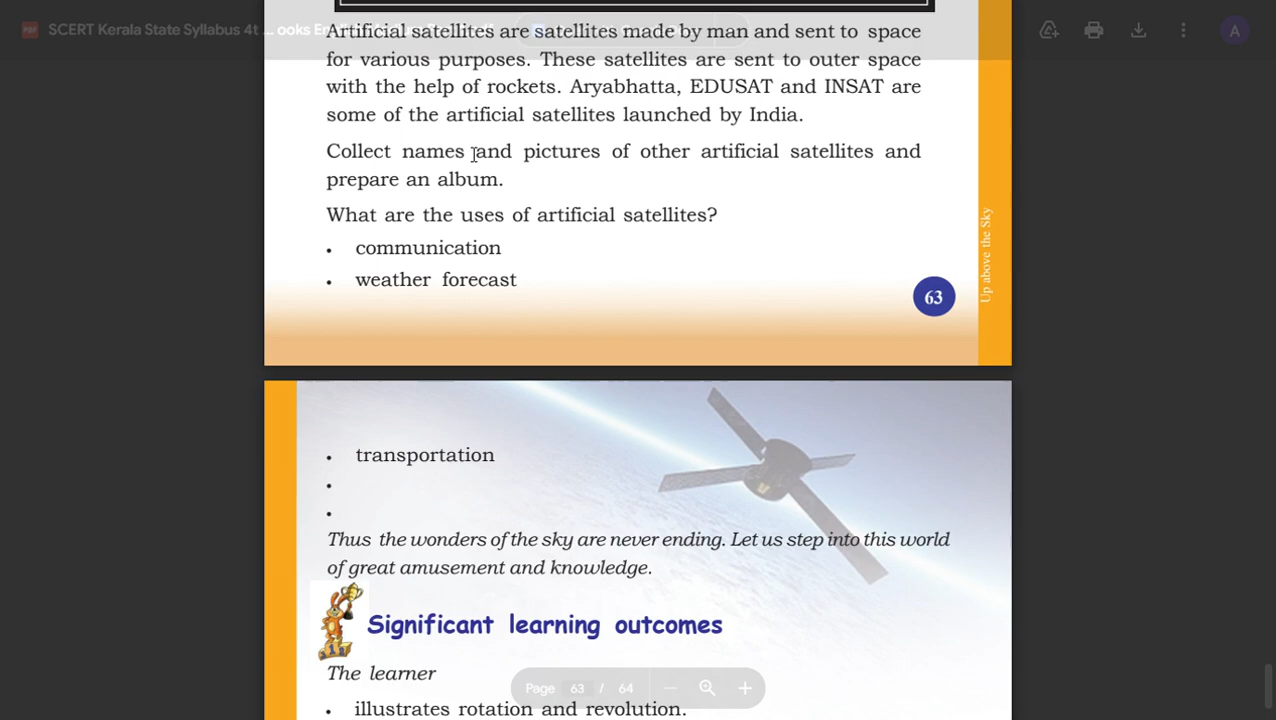 SCERT Kerala State Syllabus 4t ... ooks En
Artificial satellites are satellites made by man and sent to space
for various purposes. These satellites are sent to outer space
with the help of rockets. Aryabhatta, EDUSAT and INSAT are
some of the artificial satellites launched by India.
Collect names and pictures of other artificial satellites and
prepare an album.
What are the uses of artificial satellites?
• communication
• weather forecast
Up above the Sky
63
• transportation
•
•
Thus the wonders of the sky are never ending. Let us step into this world
of great amusement and knowledge.
Significant learning outcomes
The learner
• illustrates rotation and revolution.
Page 63 / 64
A